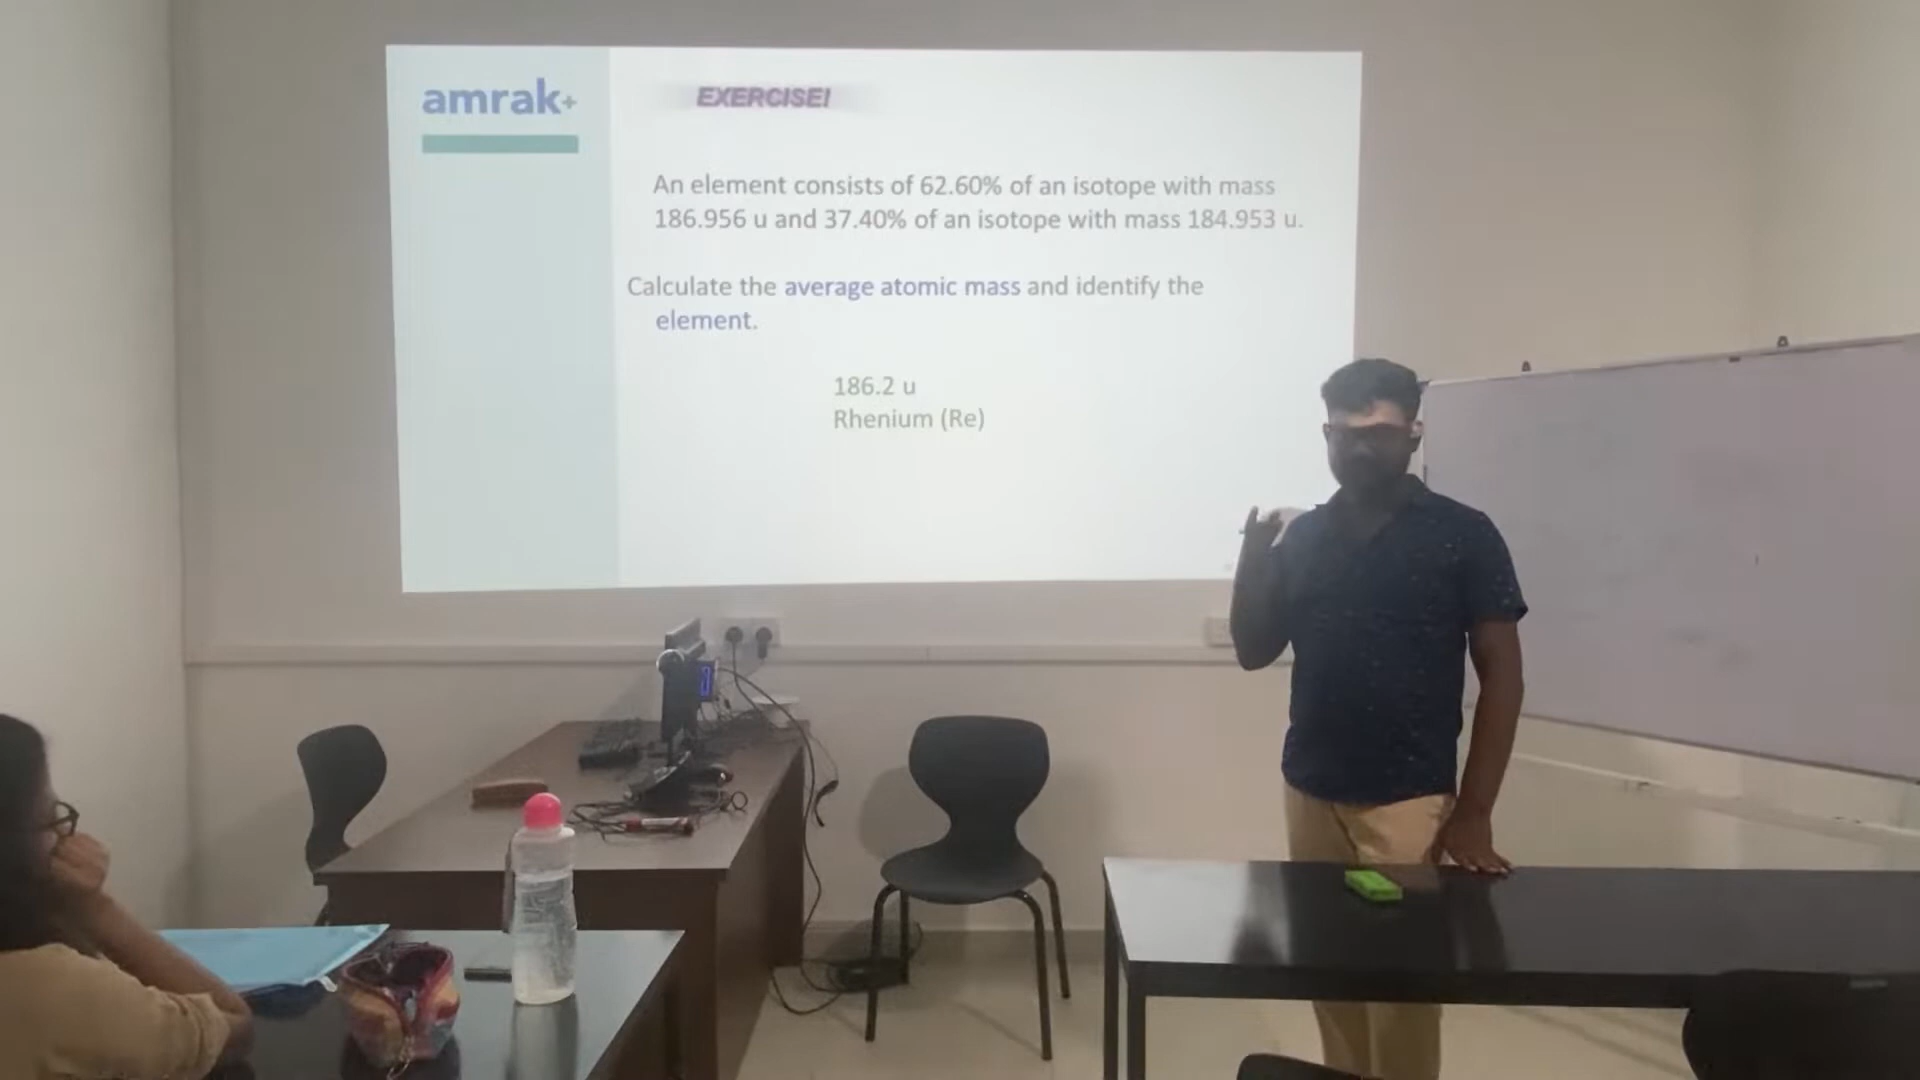 amrak+
EXERCISE!
An element consists of 62.60% of an isotope with mass
186.956 u and 37.40% of an isotope with mass 184.953 u.
Calculate the average atomic mass and identify the
element.
186.2 u
Rhenium (Re)